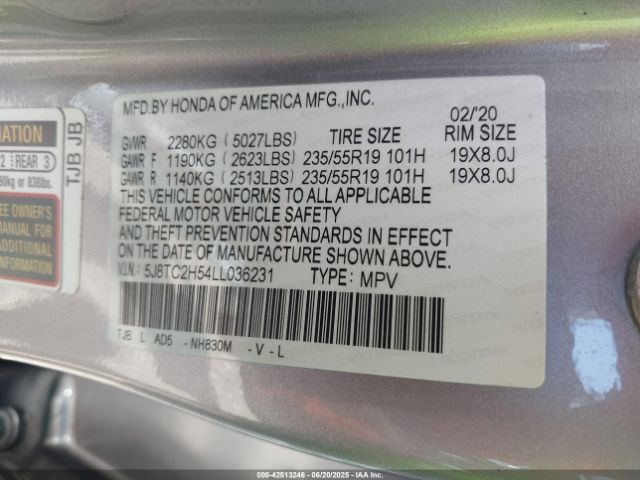 MFD.BY HONDA OF AMERICA MFG.,INC.
02/'20
GVWR 2280KG (5027LBS) TIRE SIZE RIM SIZE
GAWR F 1190KG (2623LBS) 235/55R19 101H 19X8.0J
GAWR R 1140KG (2513LBS) 235/55R19 101H 19X8.0J
THIS VEHICLE CONFORMS TO ALL APPLICABLE
FEDERAL MOTOR VEHICLE SAFETY
AND THEFT PREVENTION STANDARDS IN EFFECT
ON THE DATE OF MANUFACTURE SHOWN ABOVE.
V.I.N: 5J8TC2H54LL036231 TYPE: MPV
TJB L AD5 -NH830M -V-L
2 REAR 3
838lbs.
OWNER'S
MANUAL FOR
ADDITIONAL
TJB JB
000-42513246 - 06/20/2025 - IAA Inc.